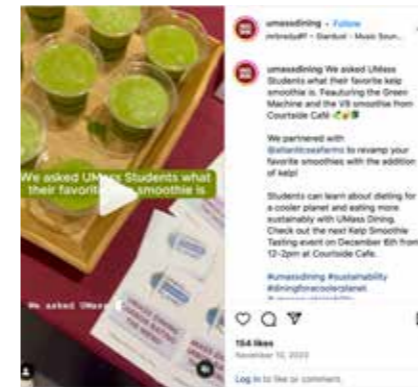 umassdining • Follow
umassdining We asked UMass
Students what their favorite kelp
smoothie is. Feauturing the Green
Machine and the V8 smoothie from
Courtside Café
We partnered with
@atlanticseafarms to revamp your
favorite smoothies with the addition
of kelp!
Students can learn about dieting for
a cooler planet and eating more
sustainably with UMass Dining.
Check out the next Kelp Smoothie
Tasting event on December 6th from
12-2pm at Courtside Cafe.
#umassdining #sustainability
#diningforacoolerplanet
154 likes
November 10, 2023
Log in to like or comment.
We asked UMass Students what
their favorite smoothie is
We asked UMass